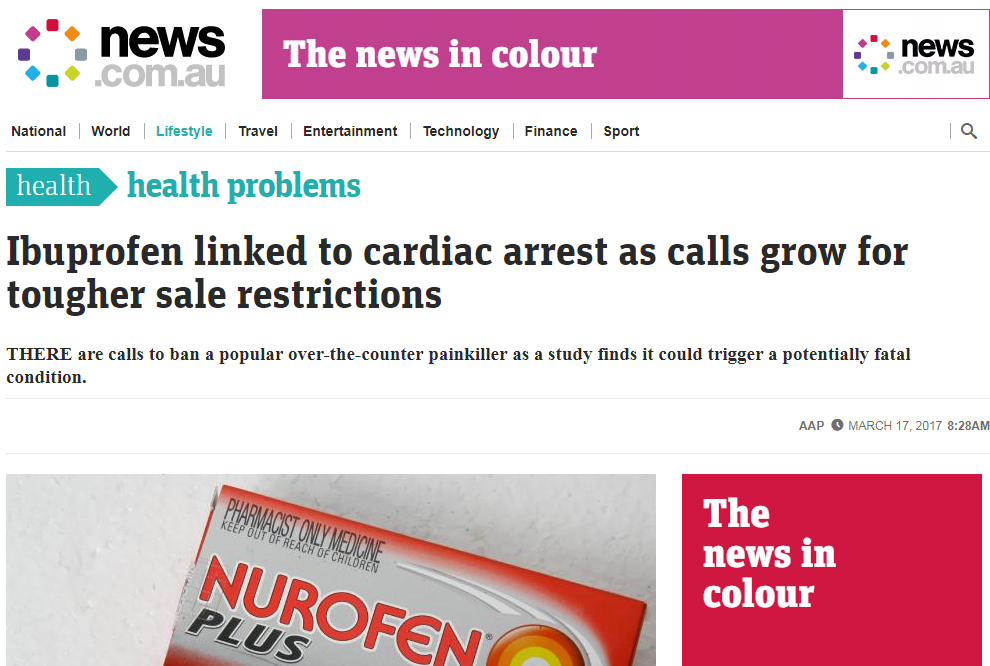 news
.com.au
The news in colour
news
.com.au
National
World
Lifestyle
Travel
Entertainment
Technology
Finance
Sport
health
health problems
Ibuprofen linked to cardiac arrest as calls grow for
tougher sale restrictions
THERE are calls to ban a popular over-the-counter painkiller as a study finds it could trigger a potentially fatal
condition.
AAP MARCH 17, 2017 8:28AM
PHARMACIST ONLY MEDICINE
KEEP OUT OF REACH OF CHILDREN
NUROFEN®
PLUS
The
news in
colour